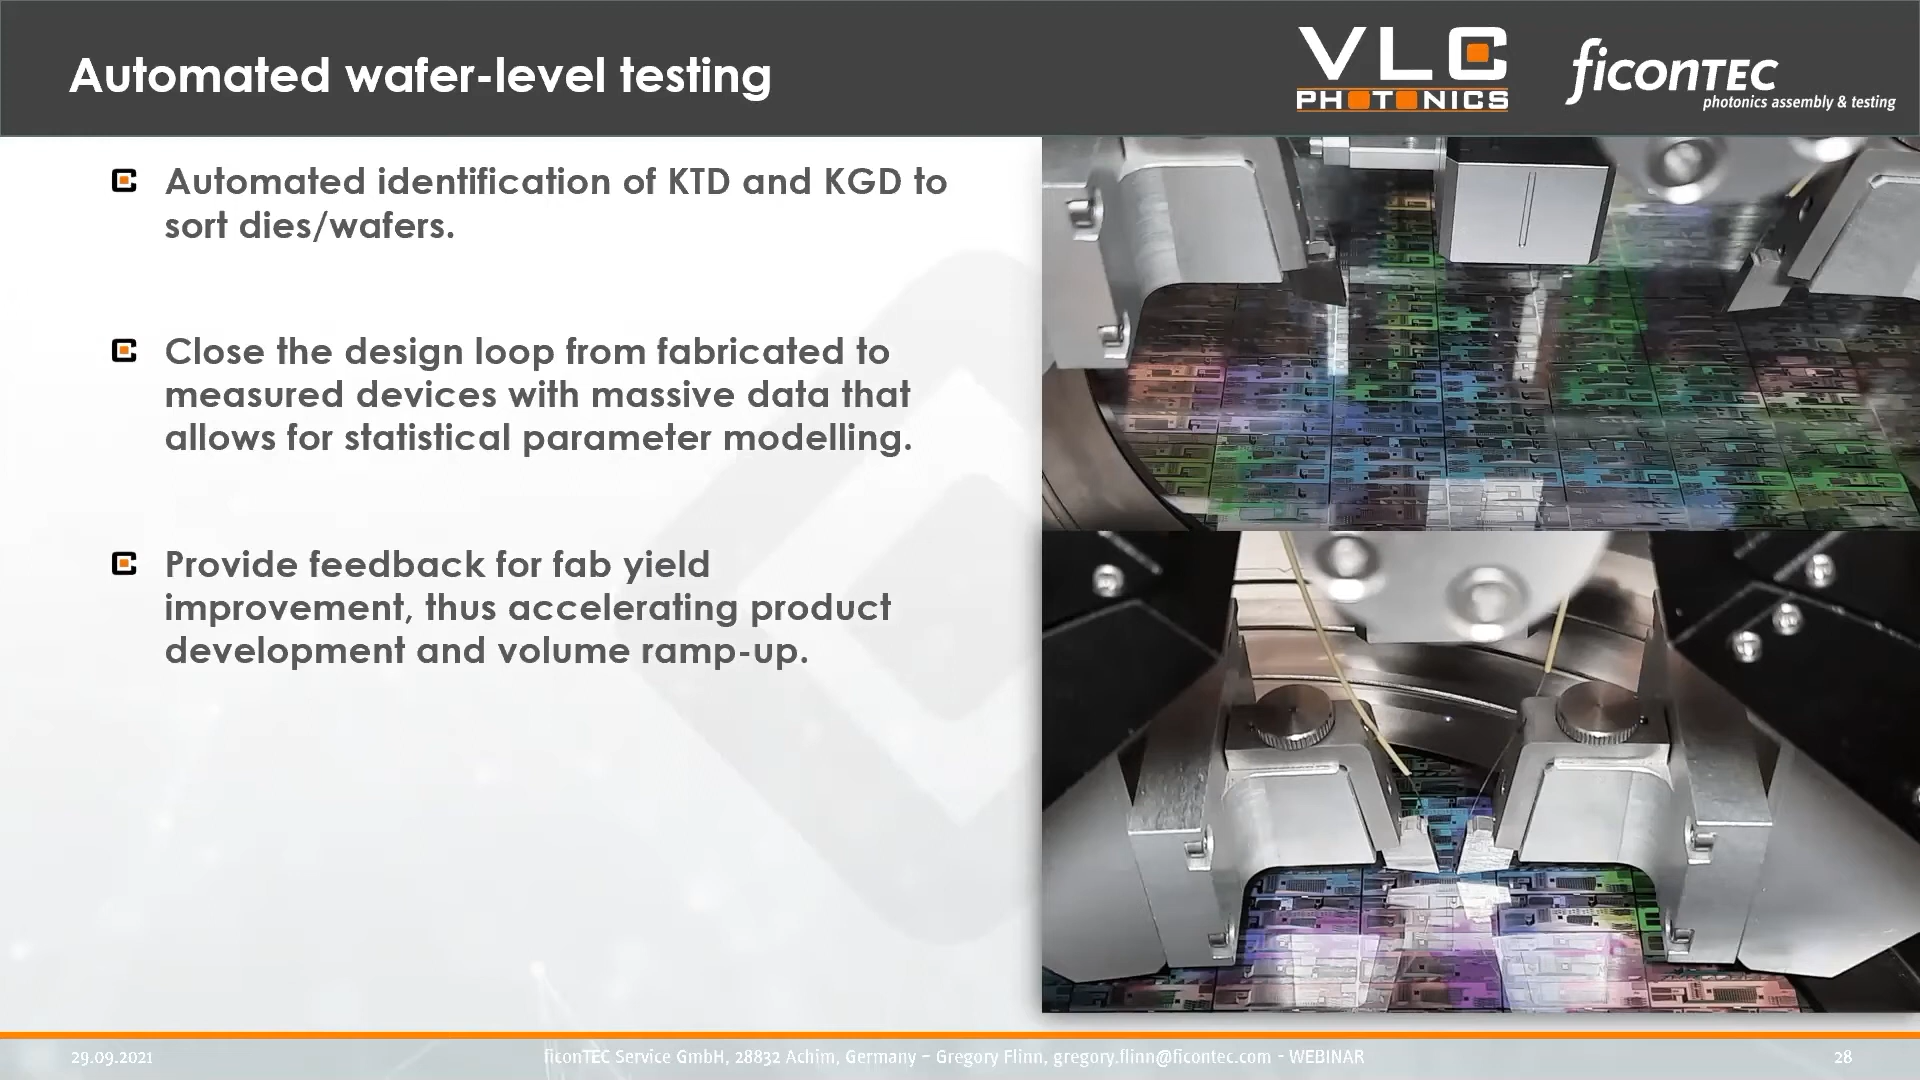 Automated wafer-level testing
VLC
PHOTONICS
ficonTEC
photonics assembly & testing
Automated identification of KTD and KGD to
sort dies/wafers.
Close the design loop from fabricated to
measured devices with massive data that
allows for statistical parameter modelling.
Provide feedback for fab yield
improvement, thus accelerating product
development and volume ramp-up.
29.09.2021
ficonTEC Service GmbH, 28832 Achim, Germany – Gregory Flinn, gregory.flinn@ficontec.com - WEBINAR
28